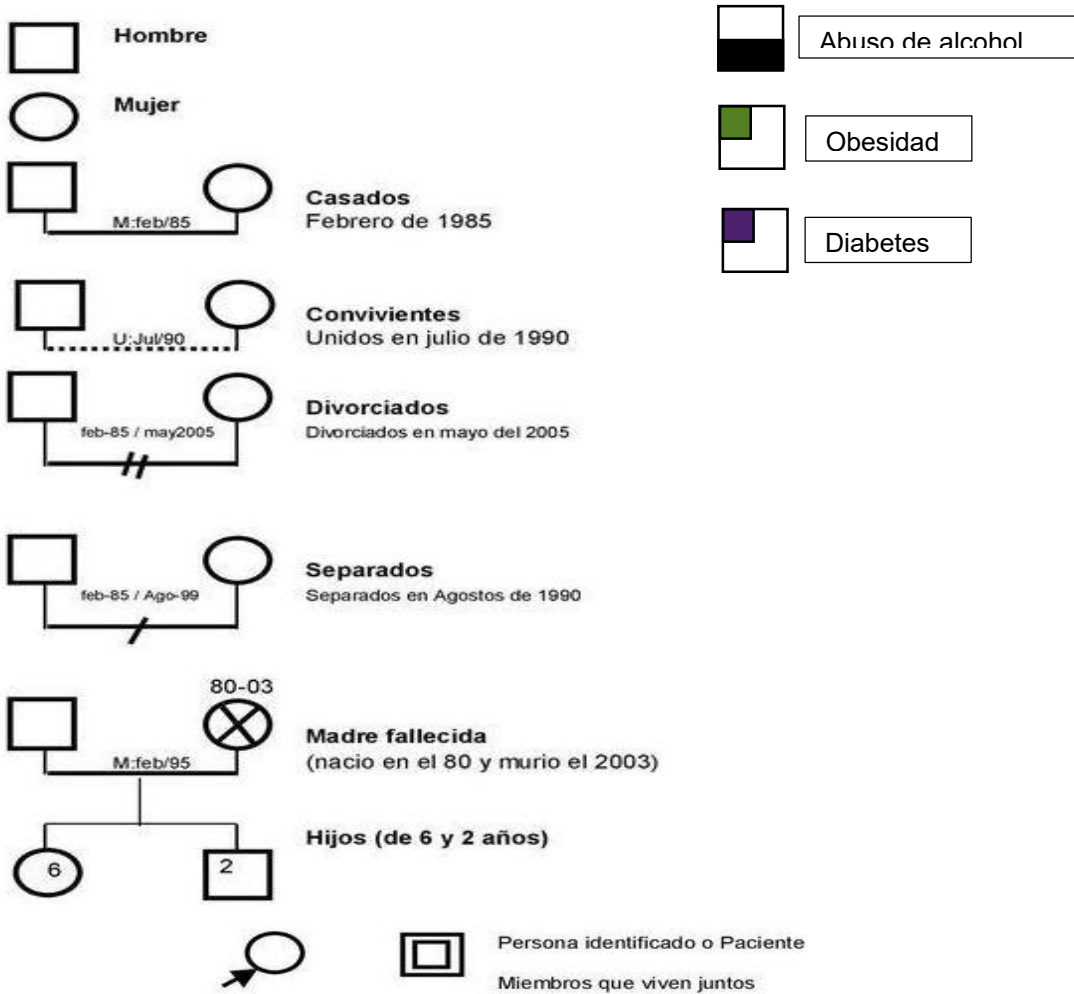 Hombre
Mujer
M:feb/85
Casados
Febrero de 1985
U:Jul/90
Convivientes
Unidos en julio de 1990
feb-85 / may2005
Divorciados
Divorciados en mayo del 2005
feb-85 / Ago-99
Separados
Separados en Agostos de 1990
80-03
M:feb/95
Madre fallecida
(nacio en el 80 y murio el 2003)
6
2
Hijos (de 6 y 2 años)
Persona identificado o Paciente
Miembros que viven juntos
Abuso de alcohol
Obesidad
Diabetes